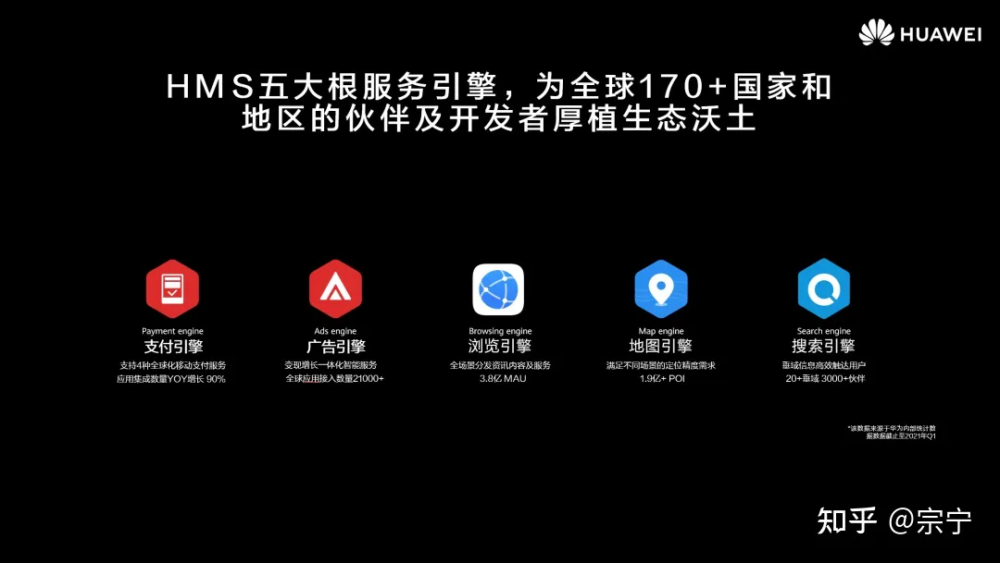 HUAWEI
HMS五大根服务引擎，为全球170+国家和
地区的伙伴及开发者厚植生态沃土
Payment engine
支付引擎
支持4种全球化移动支付服务
应用集成数量YOY增长 90%
Ads engine
广告引擎
变现增长一体化智能服务
全球应用接入数量21000+
Browsing engine
浏览引擎
全场景分发资讯内容及服务
3.8亿 MAU
Map engine
地图引擎
满足不同场景的定位精度需求
1.9亿+ POI
Search engine
搜索引擎
垂域信息高效触达用户
20+垂域 3000+伙伴
*该数据来源于华为内部统计数
据数据截止至2021年Q1
知乎 @宗宁